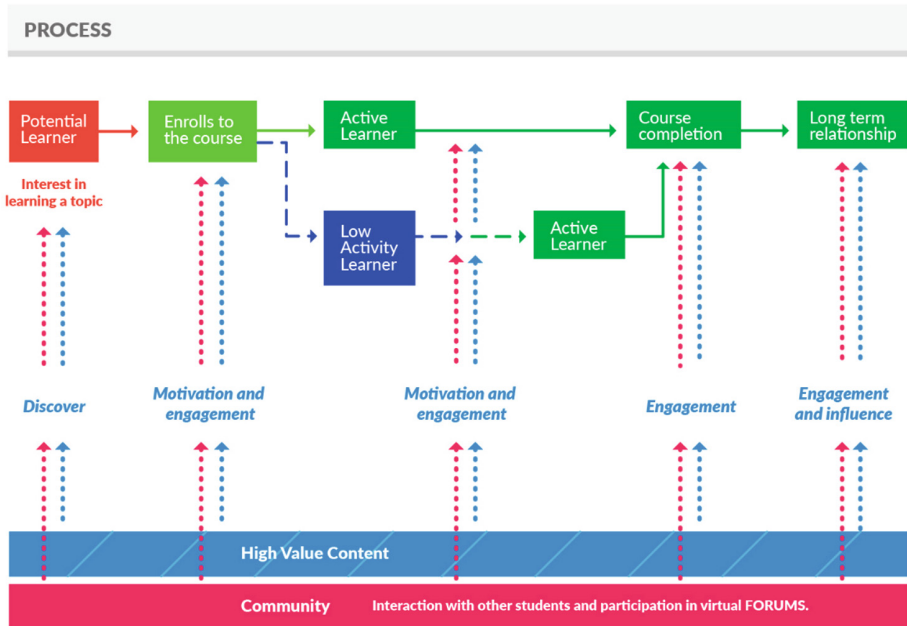 PROCESS
Potential
Learner
Enrolls to
the course
Active
Learner
Course
completion
Long term
relationship
Interest in
learning a topic
Low
Activity
Learner
Active
Learner
Discover
Motivation and
engagement
Motivation and
engagement
Engagement
Engagement
and influence
High Value Content
Community Interaction with other students and participation in virtual FORUMS.